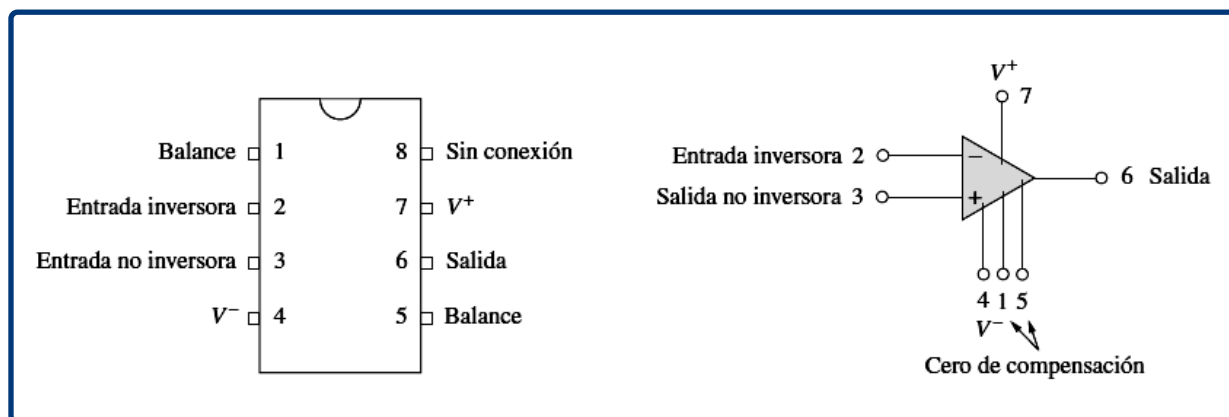 Balance 1
8 Sin conexión
Entrada inversora 2
7 V+
Entrada no inversora 3
6 Salida
V− 4
5 Balance
V+
7
Entrada inversora 2
−
Salida no inversora 3
+
6 Salida
4 1 5
V−
Cero de compensación